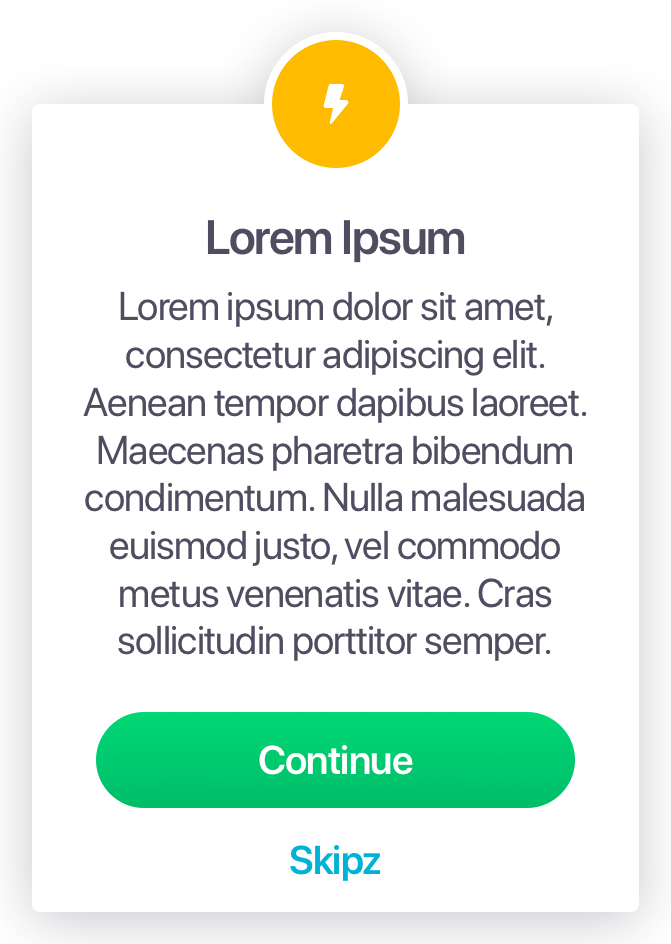 Lorem Ipsum
Lorem ipsum dolor sit amet,
consectetur adipiscing elit.
Aenean tempor dapibus laoreet.
Maecenas pharetra bibendum
condimentum. Nulla malesuada
euismod justo, vel commodo
metus venenatis vitae. Cras
sollicitudin porttitor semper.
Continue
Skipz